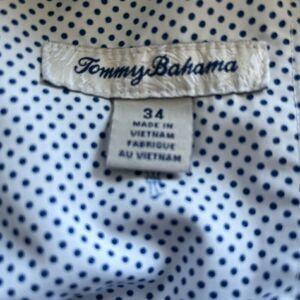 Tommy Bahama
34
MADE IN
VIETNAM
FABRIQUÉ
AU VIETNAM